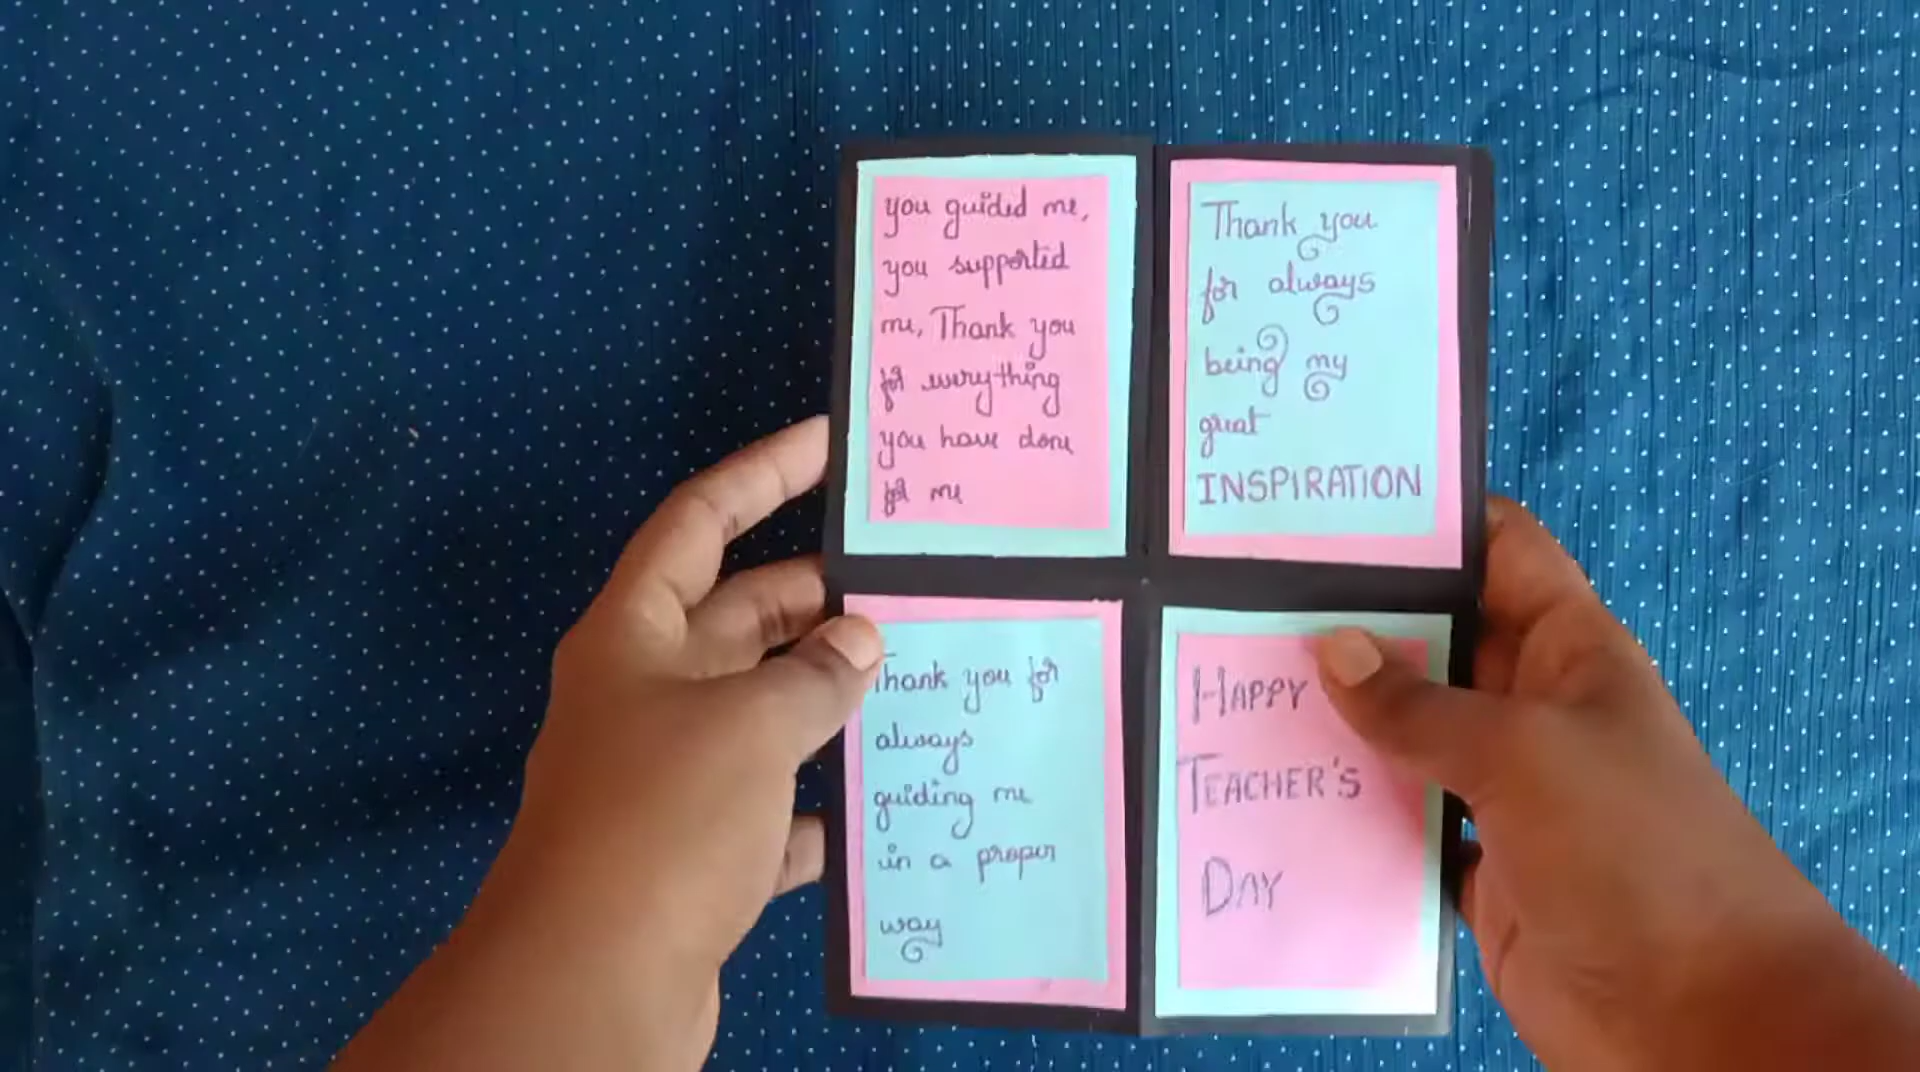 you guided me,
you supported
me, Thank you
for everything
you have done
for me
Thank you
for always
being my
great
INSPIRATION
Thank you for
always
guiding me
in a proper
way
HAPPY
TEACHER'S
DAY